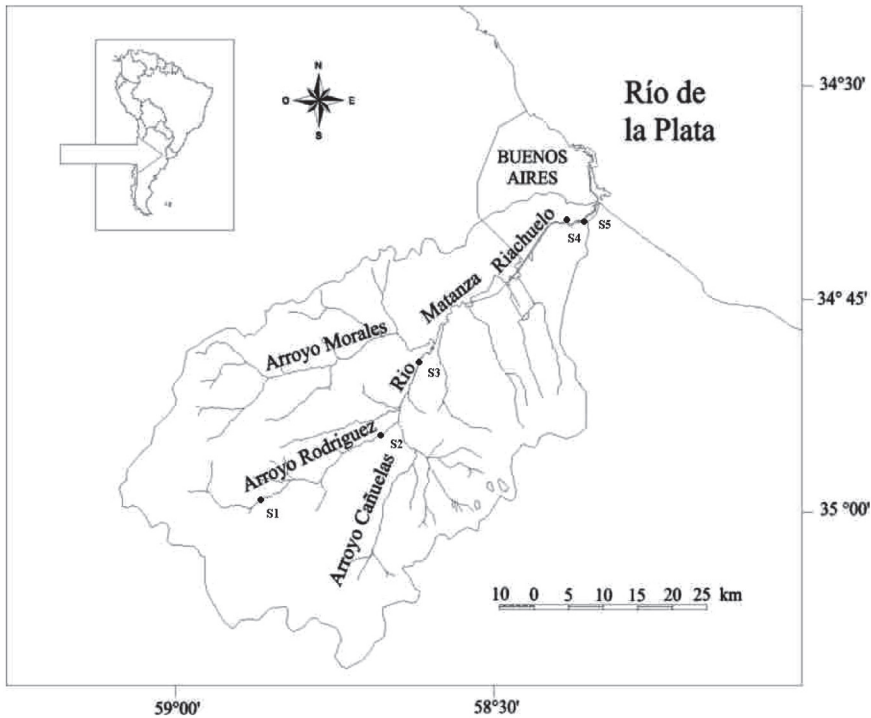 N
O
E
S
Río de
la Plata
34°30'
BUENOS
AIRES
S4
S5
Riachuelo
Matanza
34° 45'
Arroyo Morales
Río
S3
Arroyo Rodriguez
S2
Arroyo Cañuelas
S1
35 °00'
10 0 5 10 15 20 25 km
59°00'
58°30'